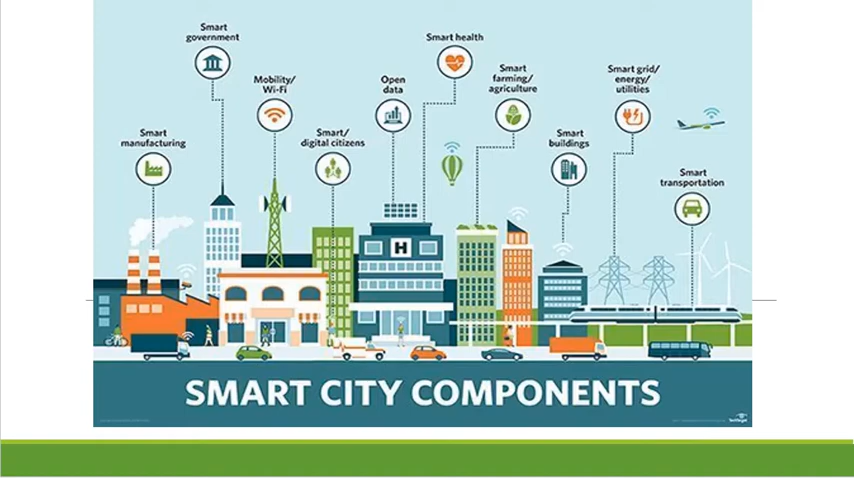 Smart
government
Smart health
Mobility/
Wi-Fi
Open
data
Smart
farming/
agriculture
Smart grid/
energy/
utilities
Smart
manufacturing
Smart/
digital citizens
Smart
buildings
Smart
transportation
H
SMART CITY COMPONENTS
TechTarget